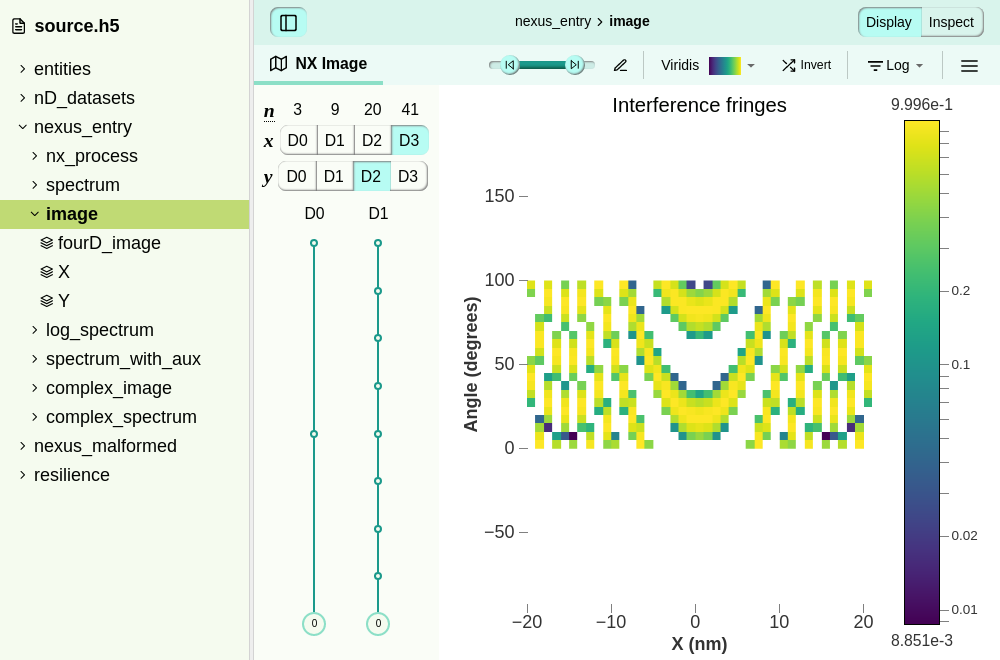 source.h5
entities
nD_datasets
nexus_entry
nx_process
spectrum
image
fourD_image
X
Y
log_spectrum
spectrum_with_aux
complex_image
complex_spectrum
nexus_malformed
resilience
nexus_entry › image
Display Inspect
NX Image
Viridis
Invert
Log
n 3 9 20 41
x D0 D1 D2 D3
y D0 D1 D2 D3
D0 D1
0 0
Interference fringes
9.996e-1
150
100
50
0
−50
Angle (degrees)
−20 −10 0 10 20
X (nm)
0.2
0.1
0.02
0.01
8.851e-3